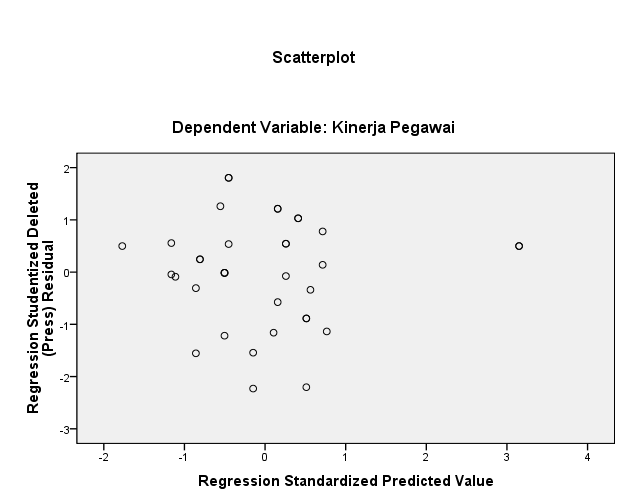 Scatterplot
Dependent Variable: Kinerja Pegawai
Regression Studentized Deleted
(Press) Residual
2
1
0
-1
-2
-3
-2
-1
0
1
2
3
4
Regression Standardized Predicted Value